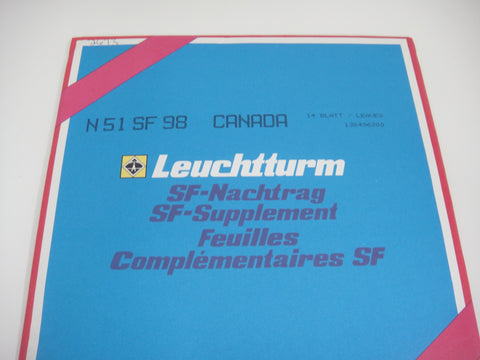 N 51 SF 98 CANADA 14 BLATT / LEAVES
Leuchtturm
SF-Nachtrag
SF-Supplement
Feuilles
Complémentaires SF